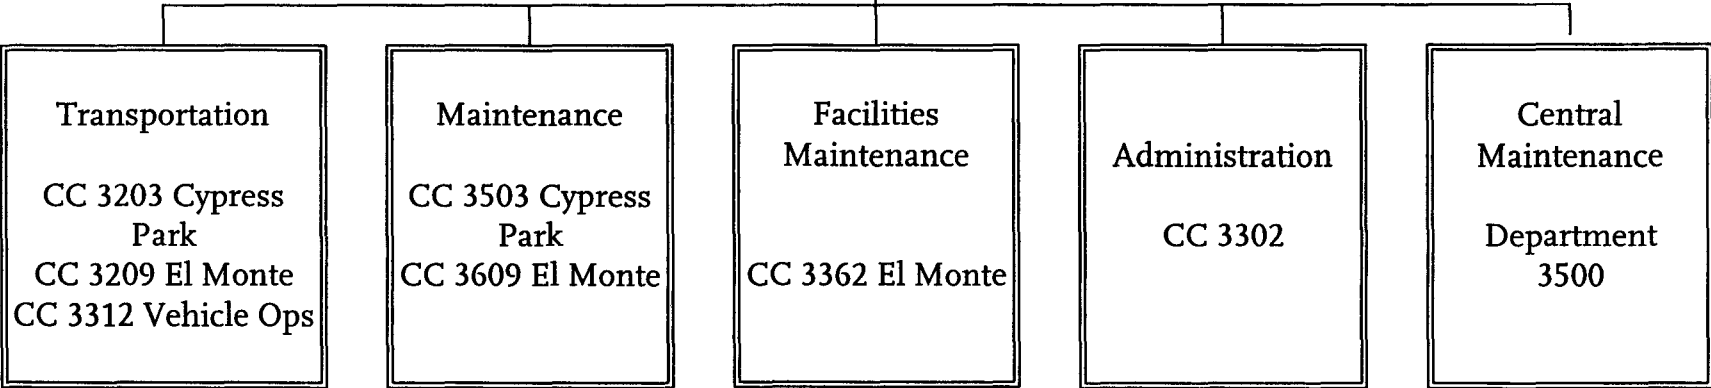 Transportation
CC 3203 Cypress
Park
CC 3209 El Monte
CC 3312 Vehicle Ops
Maintenance
CC 3503 Cypress
Park
CC 3609 El Monte
Facilities
Maintenance
CC 3362 El Monte
Administration
CC 3302
Central
Maintenance
Department
3500